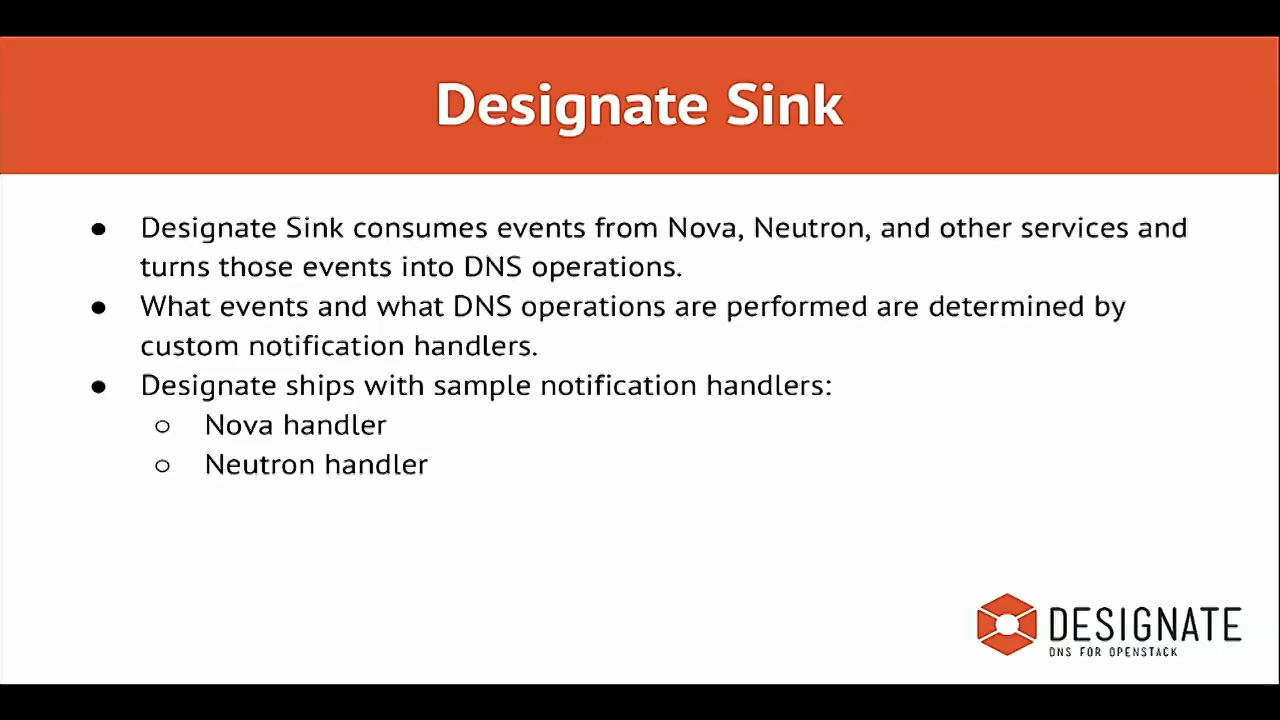 Designate Sink
● Designate Sink consumes events from Nova, Neutron, and other services and
turns those events into DNS operations.
● What events and what DNS operations are performed are determined by
custom notification handlers.
● Designate ships with sample notification handlers:
○ Nova handler
○ Neutron handler
DESIGNATE
DNS FOR OPENSTACK